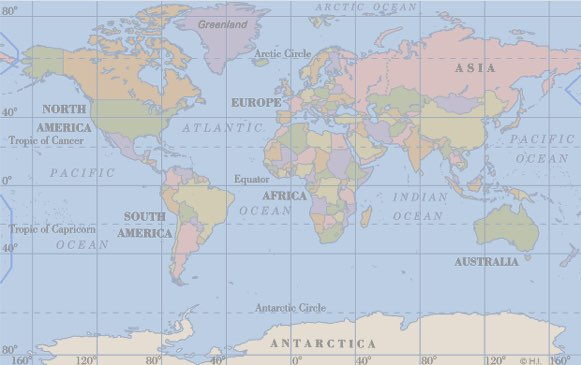 ARCTIC OCEAN
80°
Greenland
Arctic Circle
ASIA
EUROPE
NORTH
AMERICA
40°
ATLANTIC
PACIFIC
OCEAN
Tropic of Cancer
PACIFIC
Equator
0°
AFRICA
INDIAN
OCEAN
OCEAN
SOUTH
AMERICA
Tropic of Capricorn
OCEAN
40°
AUSTRALIA
Antarctic Circle
ANTARCTICA
80°
© H.I.
160° 120° 80° 40° 0° 40° 80° 120° 160°